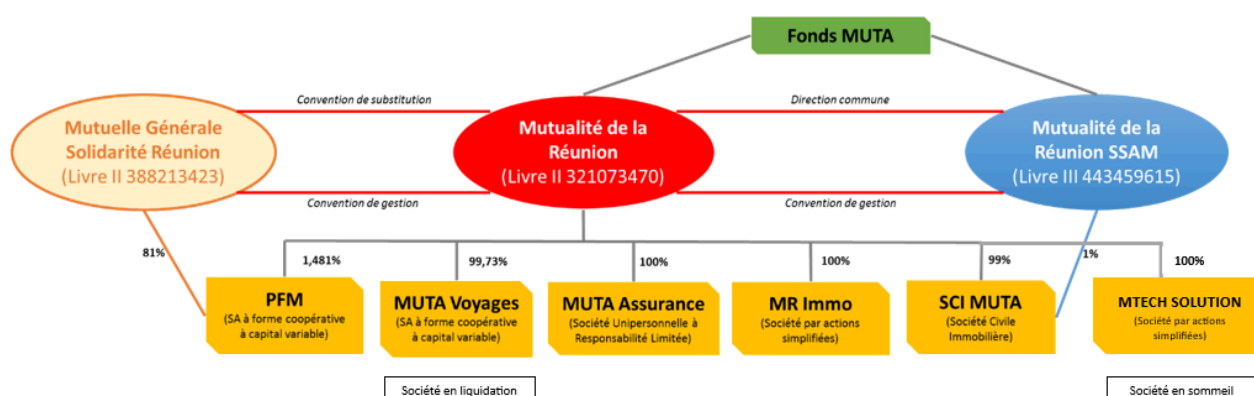 Fonds MUTA
Convention de substitution
Direction commune
Mutuelle Générale
Solidarité Réunion
(Livre II 388213423)
Mutualité de la
Réunion
(Livre II 321073470)
Mutualité de la
Réunion SSAM
(Livre III 443459615)
Convention de gestion
Convention de gestion
81%
1,481%
99,73%
100%
100%
99%
1%
100%
PFM
(SA à forme coopérative
à capital variable)
MUTA Voyages
(SA à forme coopérative
à capital variable)
MUTA Assurance
(Société Unipersonnelle à
Responsabilité Limitée)
MR Immo
(Société par actions
simplifiées)
SCI MUTA
(Société Civile
Immobilière)
MTECH SOLUTION
(Société par actions
simplifiées)
Société en liquidation
Société en sommeil